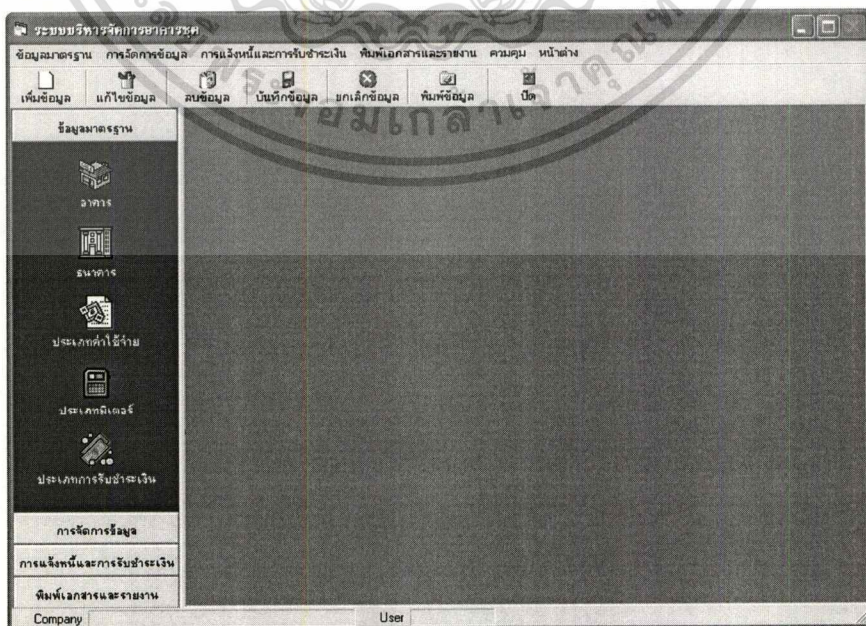 ระบบบริหารจัดการอาคารชุด
ข้อมูลมาตรฐาน การจัดการข้อมูล การแจ้งหนี้และการรับชำระเงิน พิมพ์เอกสารและรายงาน ควบคุม หน้าต่าง
เพิ่มข้อมูล แก้ไขข้อมูล ลบข้อมูล บันทึกข้อมูล ยกเลิกข้อมูล พิมพ์ข้อมูล ปิด
ข้อมูลมาตรฐาน
อาคาร
ธนาคาร
ประเภทค่าใช้จ่าย
ประเภทมิเตอร์
ประเภทการรับชำระเงิน
การจัดการข้อมูล
การแจ้งหนี้และการรับชำระเงิน
พิมพ์เอกสารและรายงาน
Company User